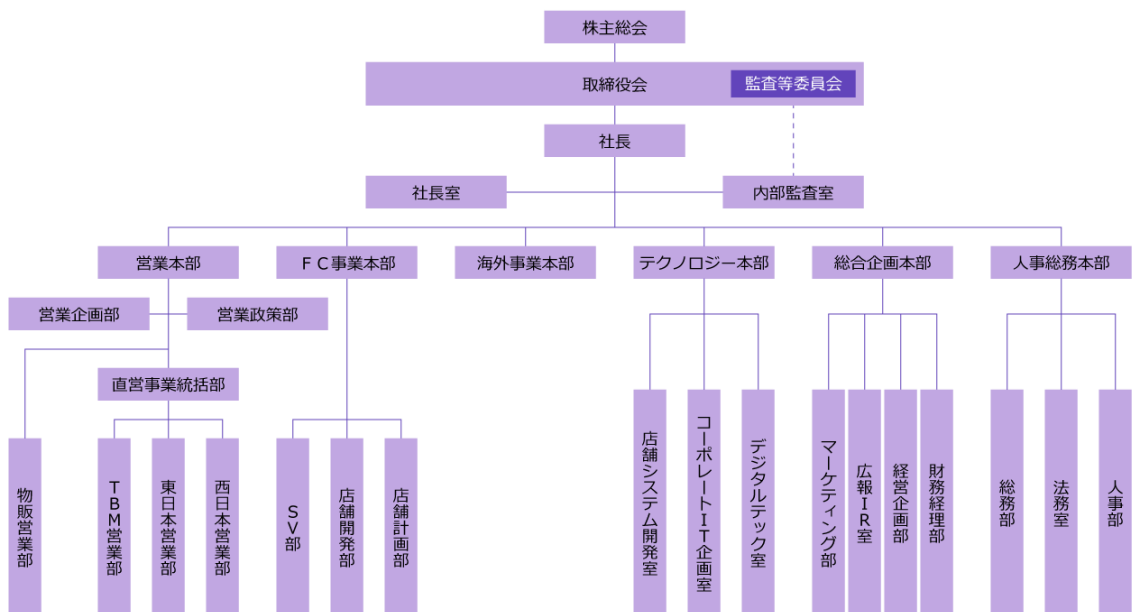 株主総会
取締役会
監査等委員会
社長
社長室
内部監査室
営業本部
ＦＣ事業本部
海外事業本部
テクノロジー本部
総合企画本部
人事総務本部
営業企画部
営業政策部
直営事業統括部
物販営業部
ＴＢＭ営業部
東日本営業部
西日本営業部
ＳＶ部
店舗開発部
店舗計画部
店舗システム開発室
コーポレートＩＴ企画室
デジタルテック室
マーケティング部
広報ＩＲ室
経営企画部
財務経理部
総務部
法務室
人事部